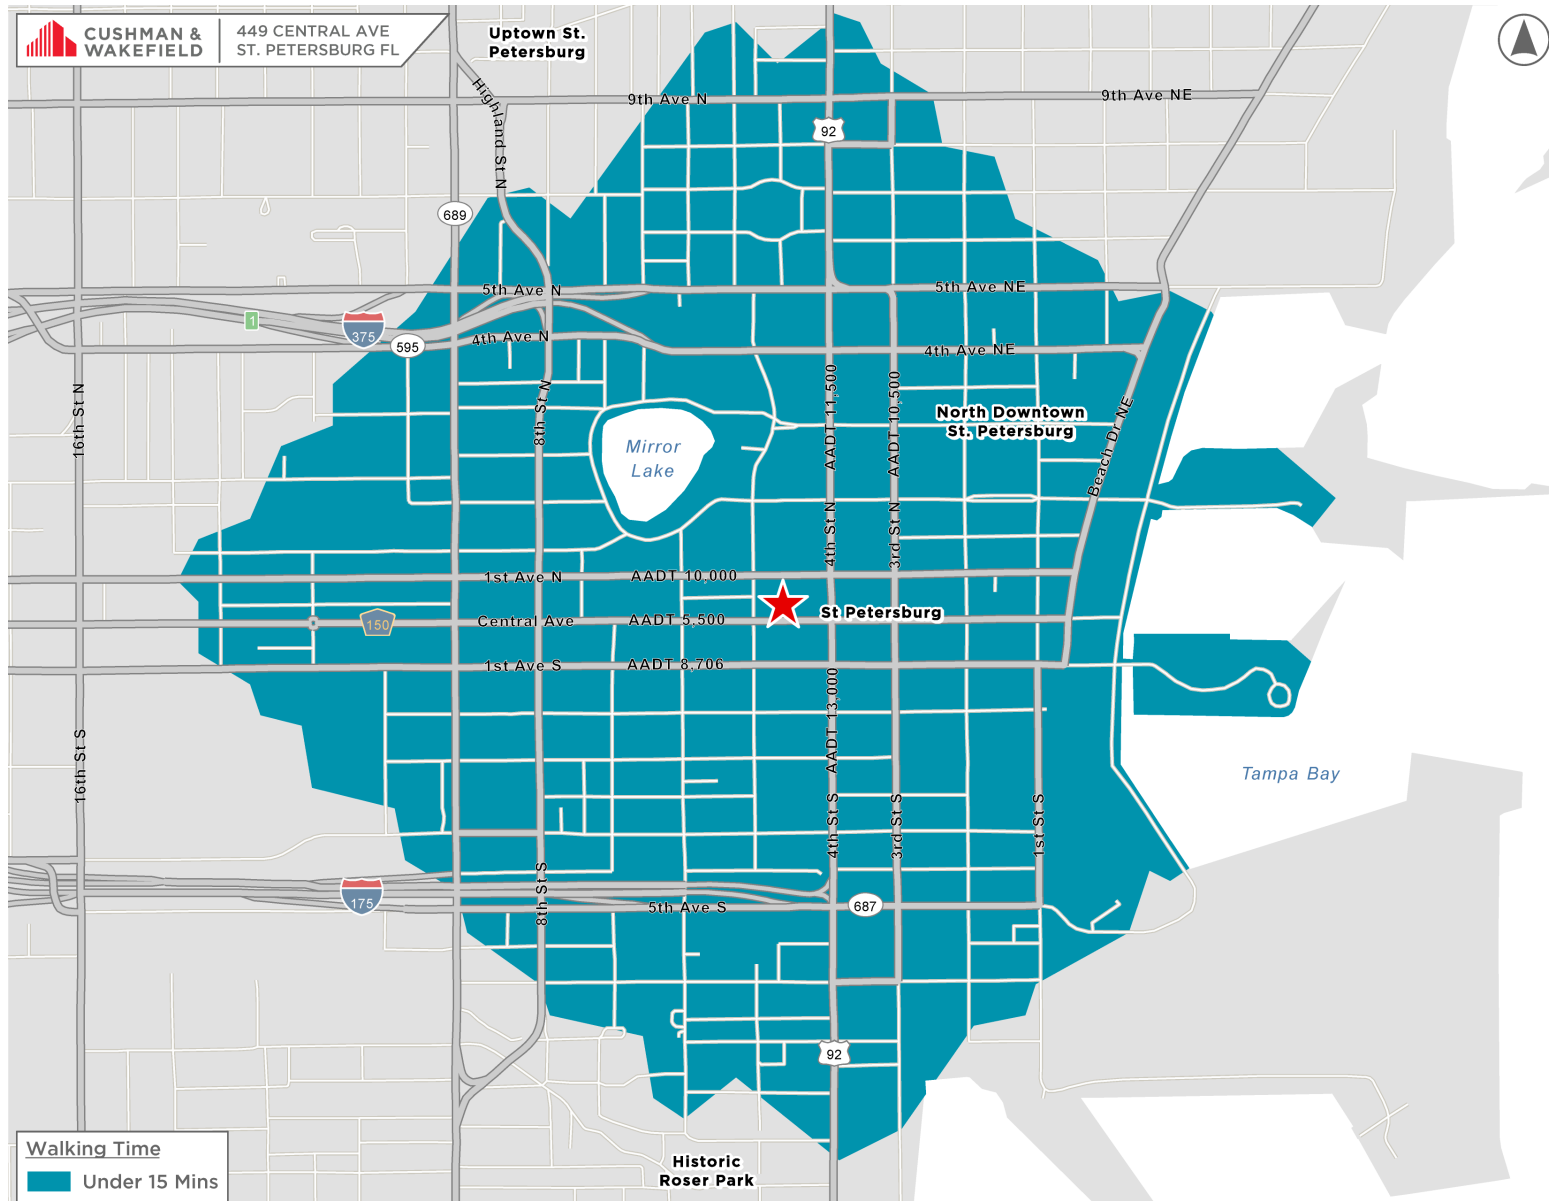 CUSHMAN &
WAKEFIELD
449 CENTRAL AVE
ST. PETERSBURG FL
Uptown St.
Petersburg
Highland St N
9th Ave N
9th Ave NE
92
689
5th Ave N
5th Ave NE
1
375
595
4th Ave N
4th Ave NE
16th St N
8th St N
AADT 11,500
AADT 10,500
North Downtown
St. Petersburg
Beach Dr NE
Mirror
Lake
4th St N
3rd St N
1st Ave N
AADT 10,000
150
Central Ave
AADT 5,500
St Petersburg
1st Ave S
AADT 8,706
AADT 13,000
16th St S
Tampa Bay
4th St S
3rd St S
1st St S
175
8th St S
5th Ave S
687
92
Walking Time
Under 15 Mins
Historic
Roser Park